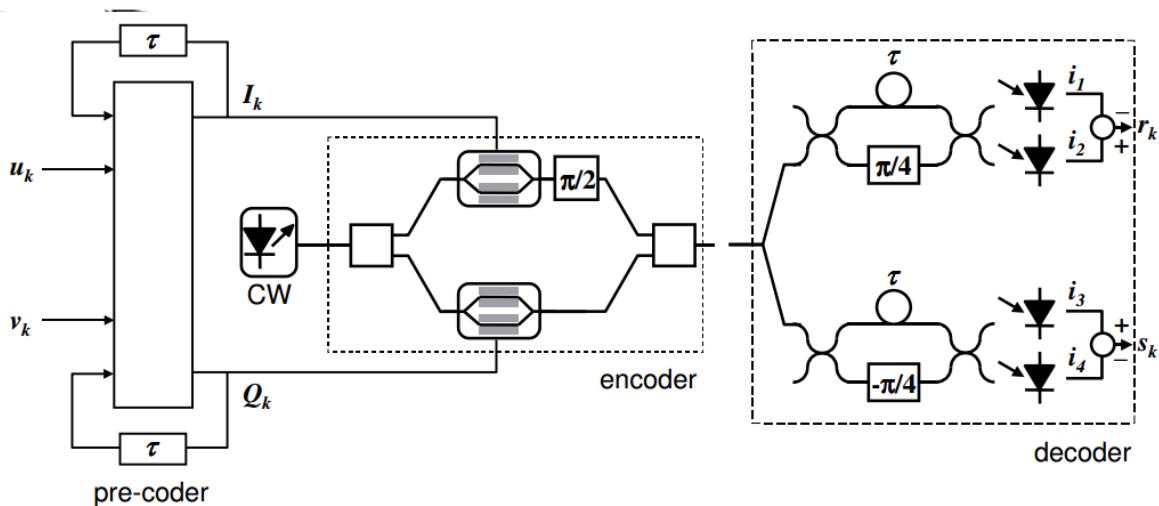 τ
I_k
u_k
π/2
CW
v_k
encoder
Q_k
τ
pre-coder
τ
i_1
−
r_k
+
i_2
π/4
τ
i_3
+
s_k
−
i_4
-π/4
decoder